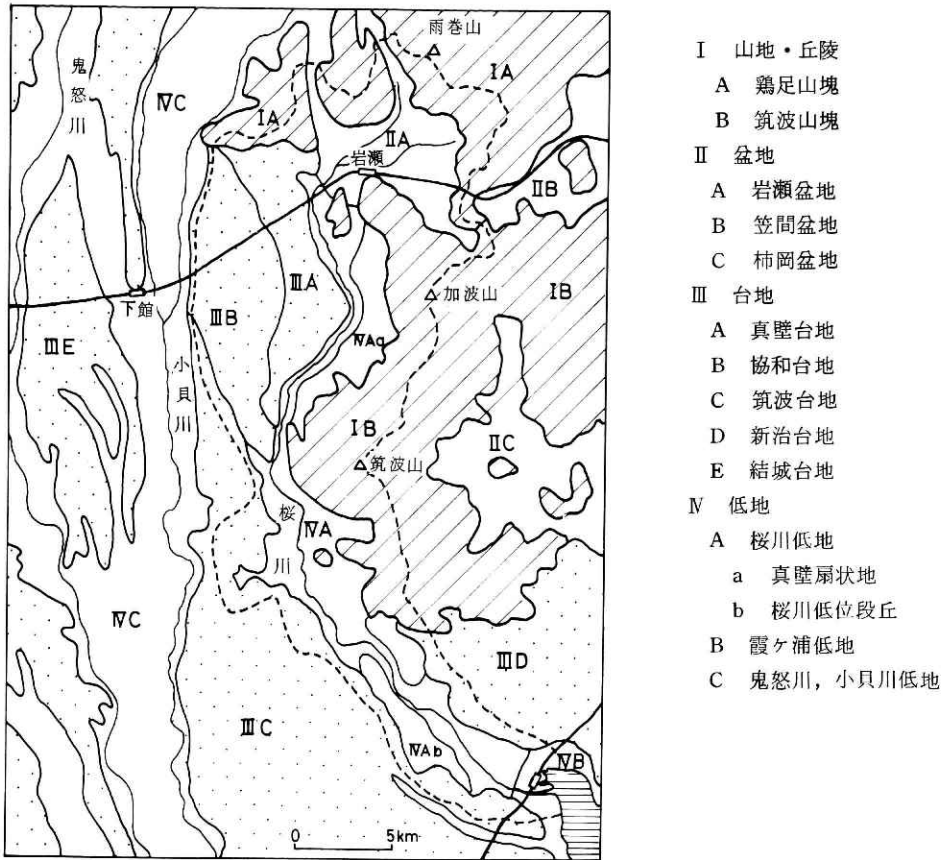 雨巻山
鬼怒川
ⅣC
ⅠA
ⅠA
ⅡA
岩瀬
ⅡB
下館
ⅢE
ⅢB
ⅢA
加波山
ⅠB
ⅣAa
小貝川
ⅠB
ⅡC
筑波山
桜川
ⅣA
ⅣC
ⅢD
ⅢC
ⅣAb
ⅣB
0 5km
Ⅰ 山地・丘陵
A 鶏足山塊
B 筑波山塊
Ⅱ 盆地
A 岩瀬盆地
B 笠間盆地
C 柿岡盆地
Ⅲ 台地
A 真壁台地
B 協和台地
C 筑波台地
D 新治台地
E 結城台地
Ⅳ 低地
A 桜川低地
a 真壁扇状地
b 桜川低位段丘
B 霞ケ浦低地
C 鬼怒川，小貝川低地